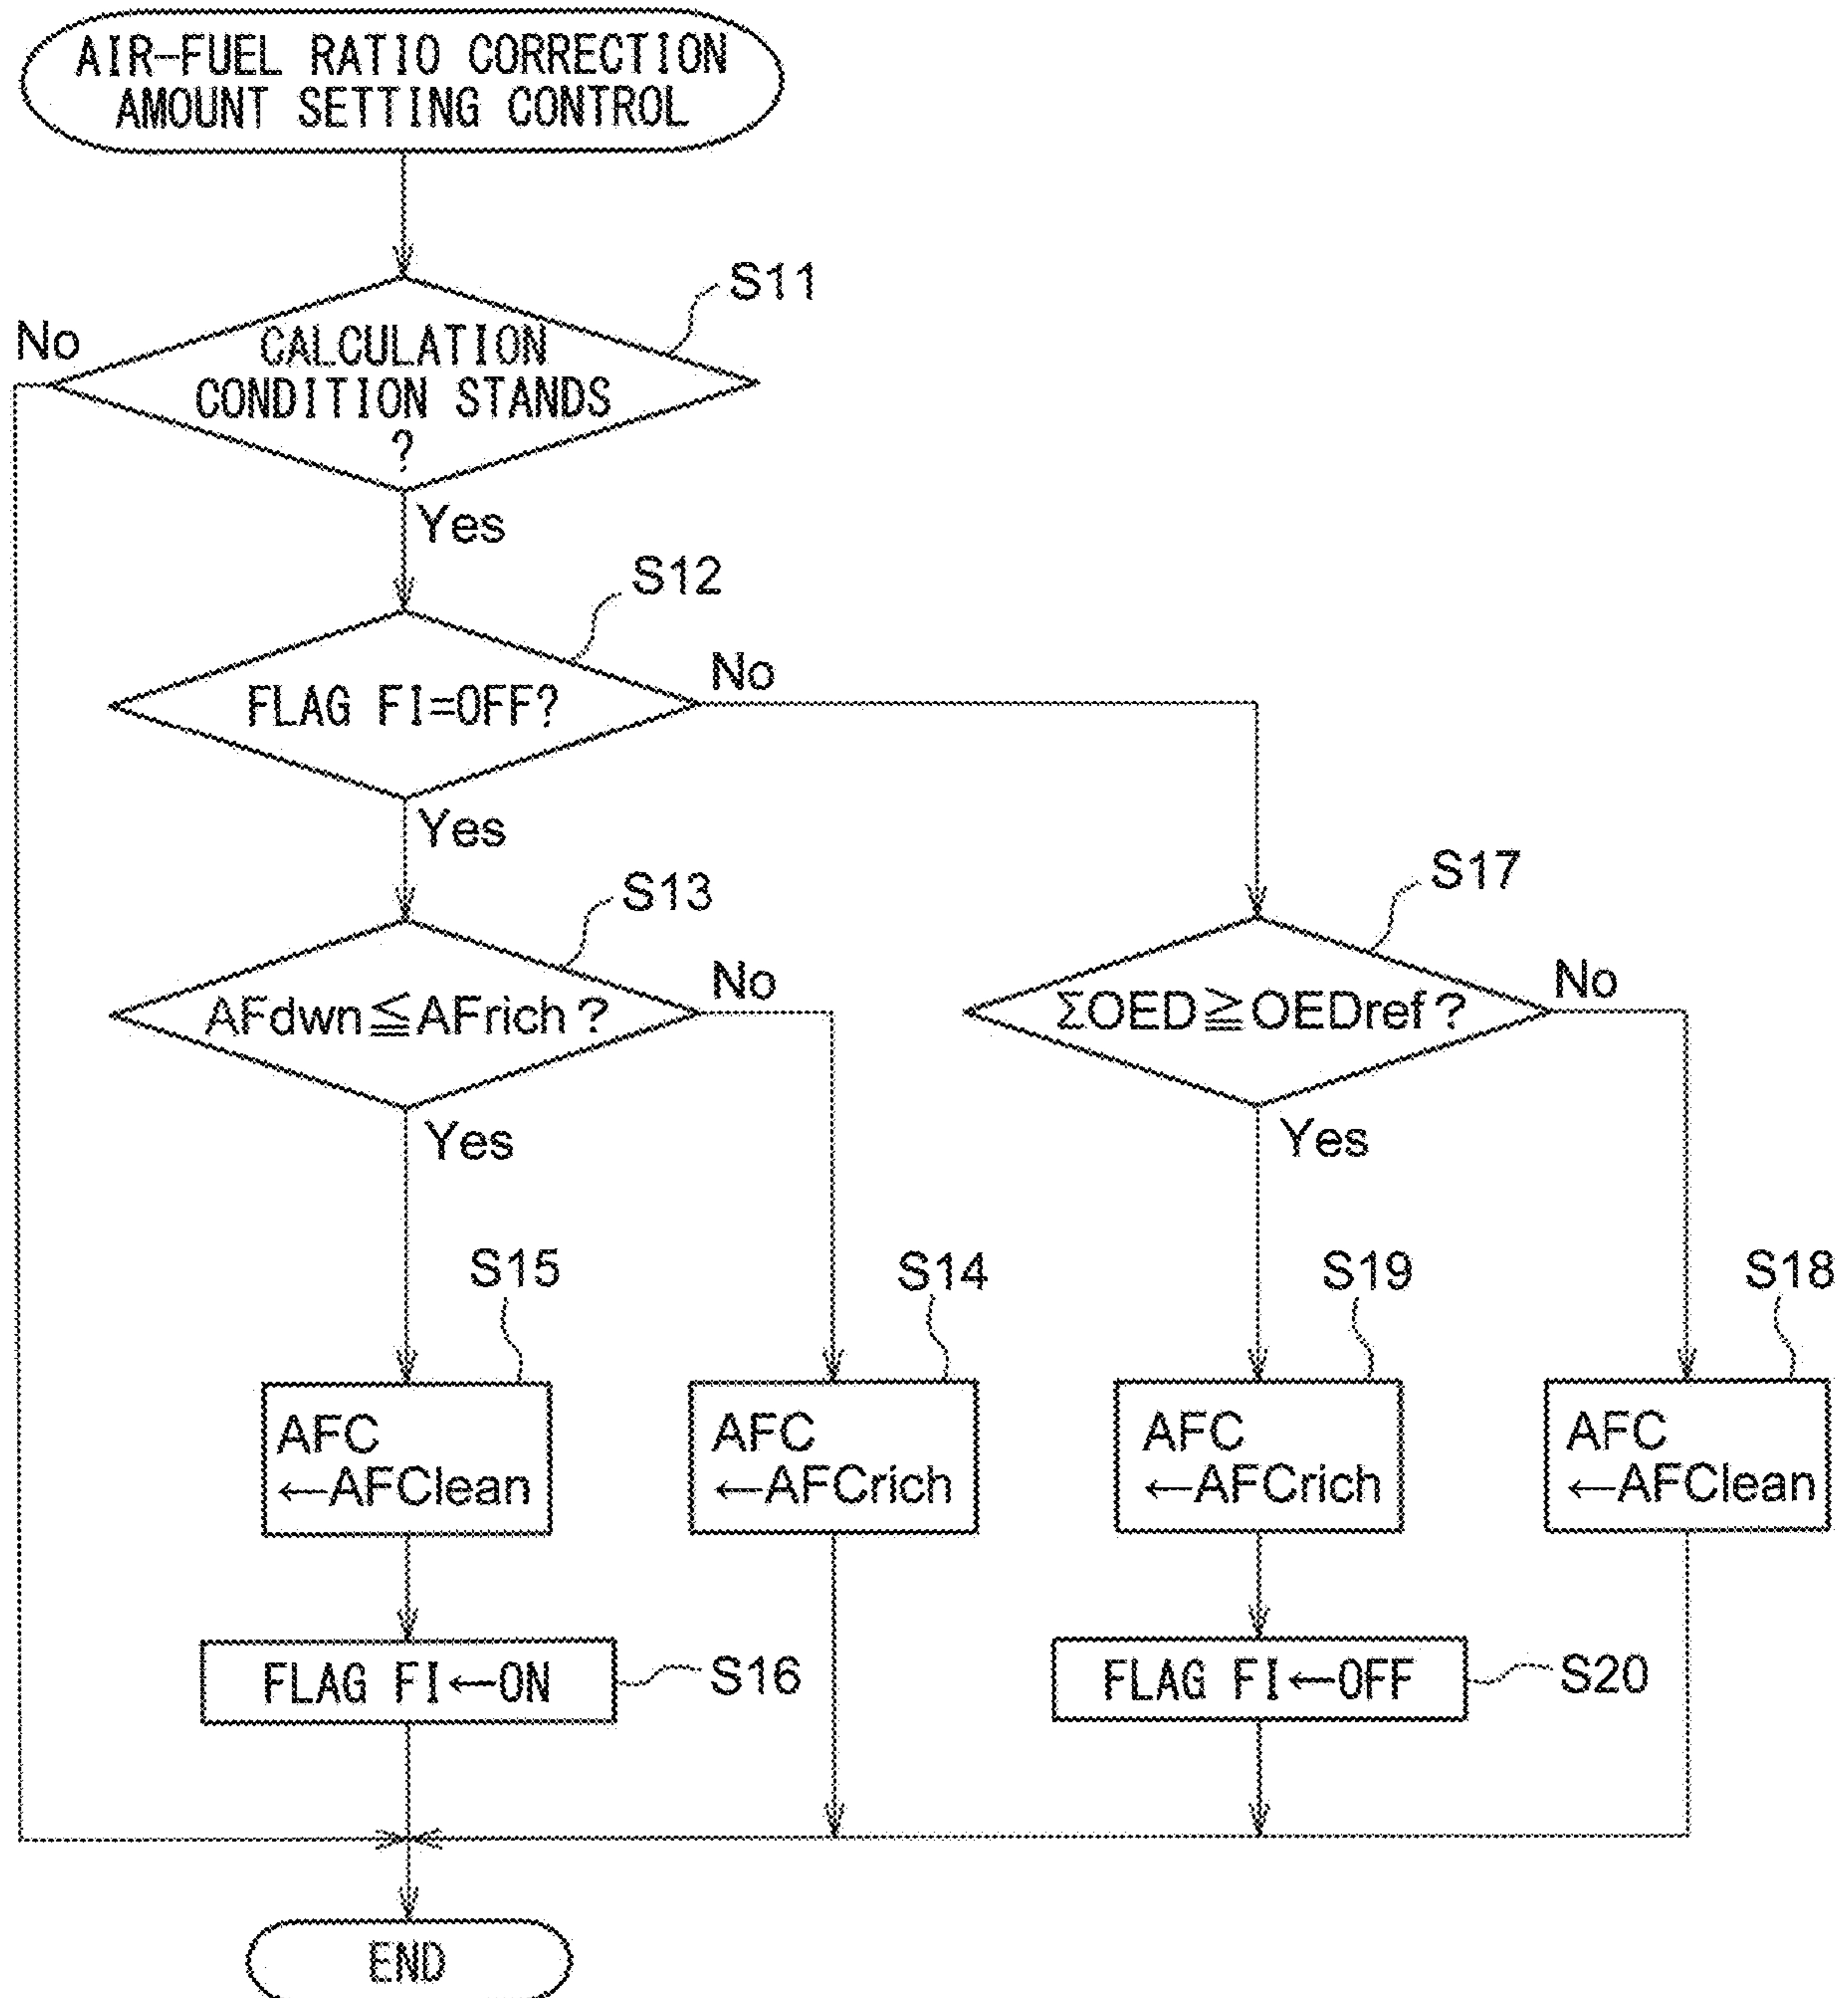 AIR-FUEL RATIO CORRECTION
AMOUNT SETTING CONTROL
S11
No
CALCULATION
CONDITION STANDS
?
Yes
S12
No
FLAG FI=OFF?
Yes
S13
No
AFdwn≦AFrich?
Yes
S17
No
ΣOED≧OEDref?
Yes
S15
AFC
←AFClean
S14
AFC
←AFCrich
S19
AFC
←AFCrich
S18
AFC
←AFClean
FLAG FI←ON
S16
FLAG FI←OFF
S20
END